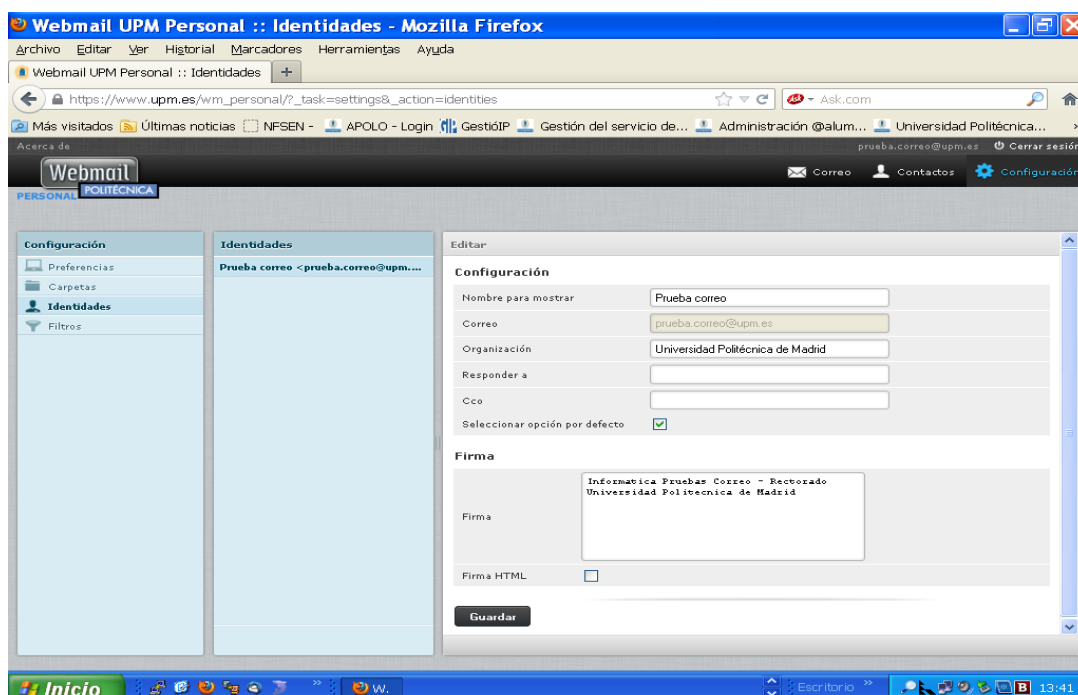 Webmail UPM Personal :: Identidades - Mozilla Firefox
Archivo Editar Ver Historial Marcadores Herramientas Ayuda
Webmail UPM Personal :: Identidades
https://www.upm.es/wm_personal/?_task=settings&_action=identities
Ask.com
Más visitados Últimas noticias NFSEN - APOLO - Login GestióIP Gestión del servicio de... Administración @alum... Universidad Politécnica...
Acerca de
prueba.correo@upm.es Cerrar sesión
Webmail
POLITÉCNICA
PERSONAL
Correo Contactos Configuración
Configuración
Preferencias
Carpetas
Identidades
Filtros
Identidades
Prueba correo <prueba.correo@upm....
Editar
Configuración
Nombre para mostrar Prueba correo
Correo prueba.correo@upm.es
Organización Universidad Politécnica de Madrid
Responder a
Cco
Seleccionar opción por defecto
Firma
Firma
Informatica Pruebas Correo - Rectorado
Universidad Politecnica de Madrid
Firma HTML
Guardar
Inicio W. Escritorio B 13:41